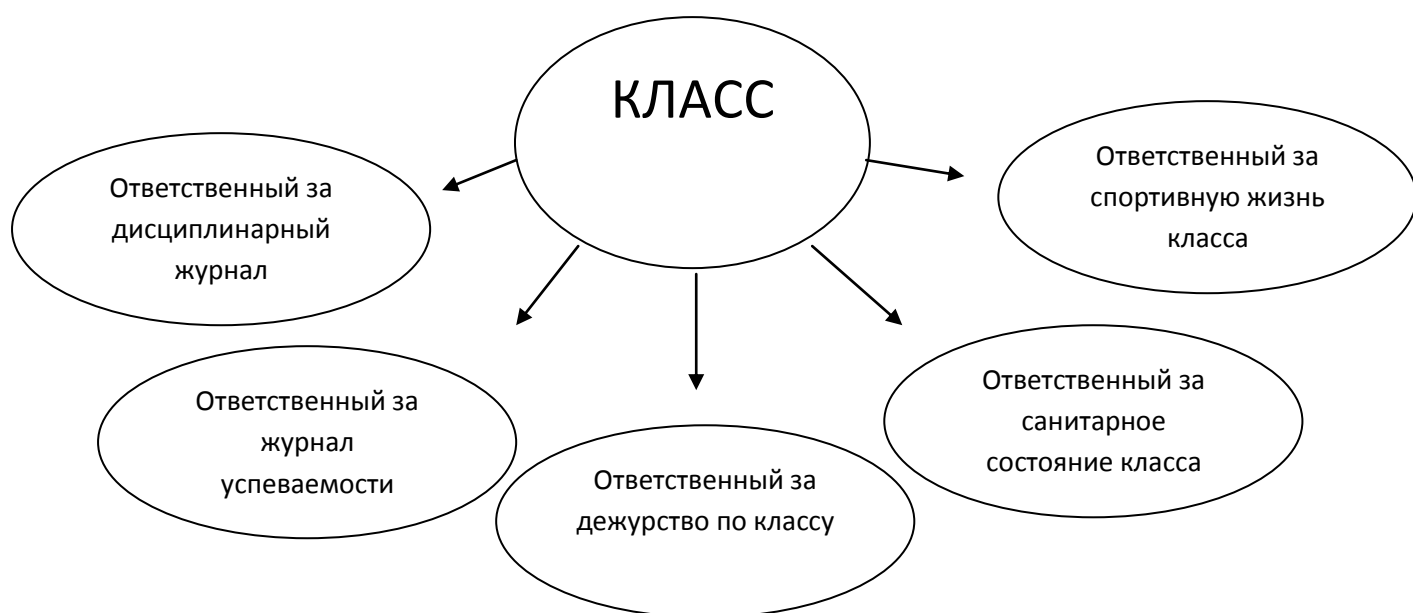 КЛАСС
Ответственный за
дисциплинарный
журнал
Ответственный за
спортивную жизнь
класса
Ответственный за
журнал
успеваемости
Ответственный за
дежурство по классу
Ответственный за
санитарное
состояние класса